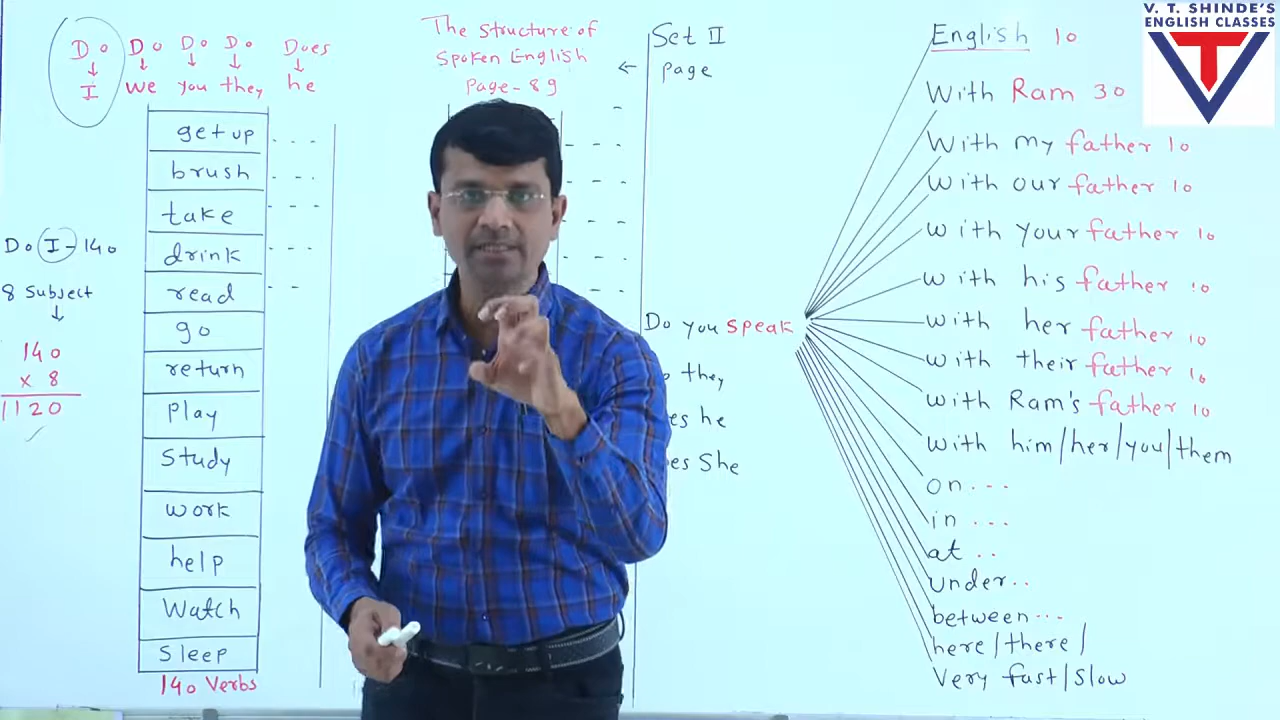 V. T. SHINDE'S
ENGLISH CLASSES
Do Do Do Do Does
I we you they he
get up
brush
take
drink
read
go
return
Play
Study
work
help
Watch
Sleep
140 Verbs
Do I - 140
8 Subject
140
x 8
1120
The Structure of
Spoken English
Page - 89
Set II
page
Do you speak
they
he
She
English 10
With Ram 30
With my father 10
With our father 10
with your father 10
with his father 10
with her father 10
with their father 10
with Ram's father 10
with him/her/you/them
on...
in ...
at ..
under..
between...
here/there/
Very fast/slow